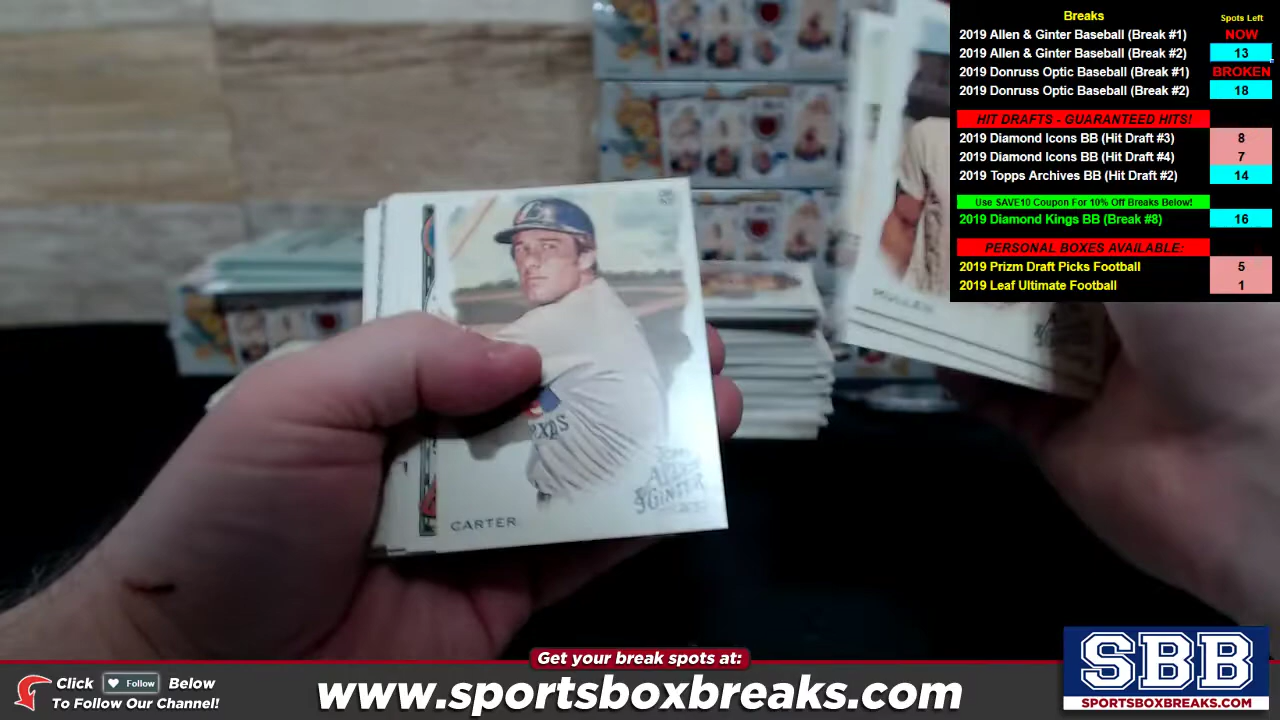 Breaks
Spots Left
2019 Allen & Ginter Baseball (Break #1) NOW
2019 Allen & Ginter Baseball (Break #2) 13
2019 Donruss Optic Baseball (Break #1) BROKEN
2019 Donruss Optic Baseball (Break #2) 18
HIT DRAFTS - GUARANTEED HITS!
2019 Diamond Icons BB (Hit Draft #3) 8
2019 Diamond Icons BB (Hit Draft #4) 7
2019 Topps Archives BB (Hit Draft #2) 14
Use SAVE10 Coupon For 10% Off Breaks Below!
2019 Diamond Kings BB (Break #8) 16
PERSONAL BOXES AVAILABLE:
2019 Prizm Draft Picks Football 5
2019 Leaf Ultimate Football 1
TOPPS
ALLEN
& GINTER
CARTER
Get your break spots at:
Click Follow Below
To Follow Our Channel!
www.sportsboxbreaks.com
SBB
SPORTSBOXBREAKS.COM